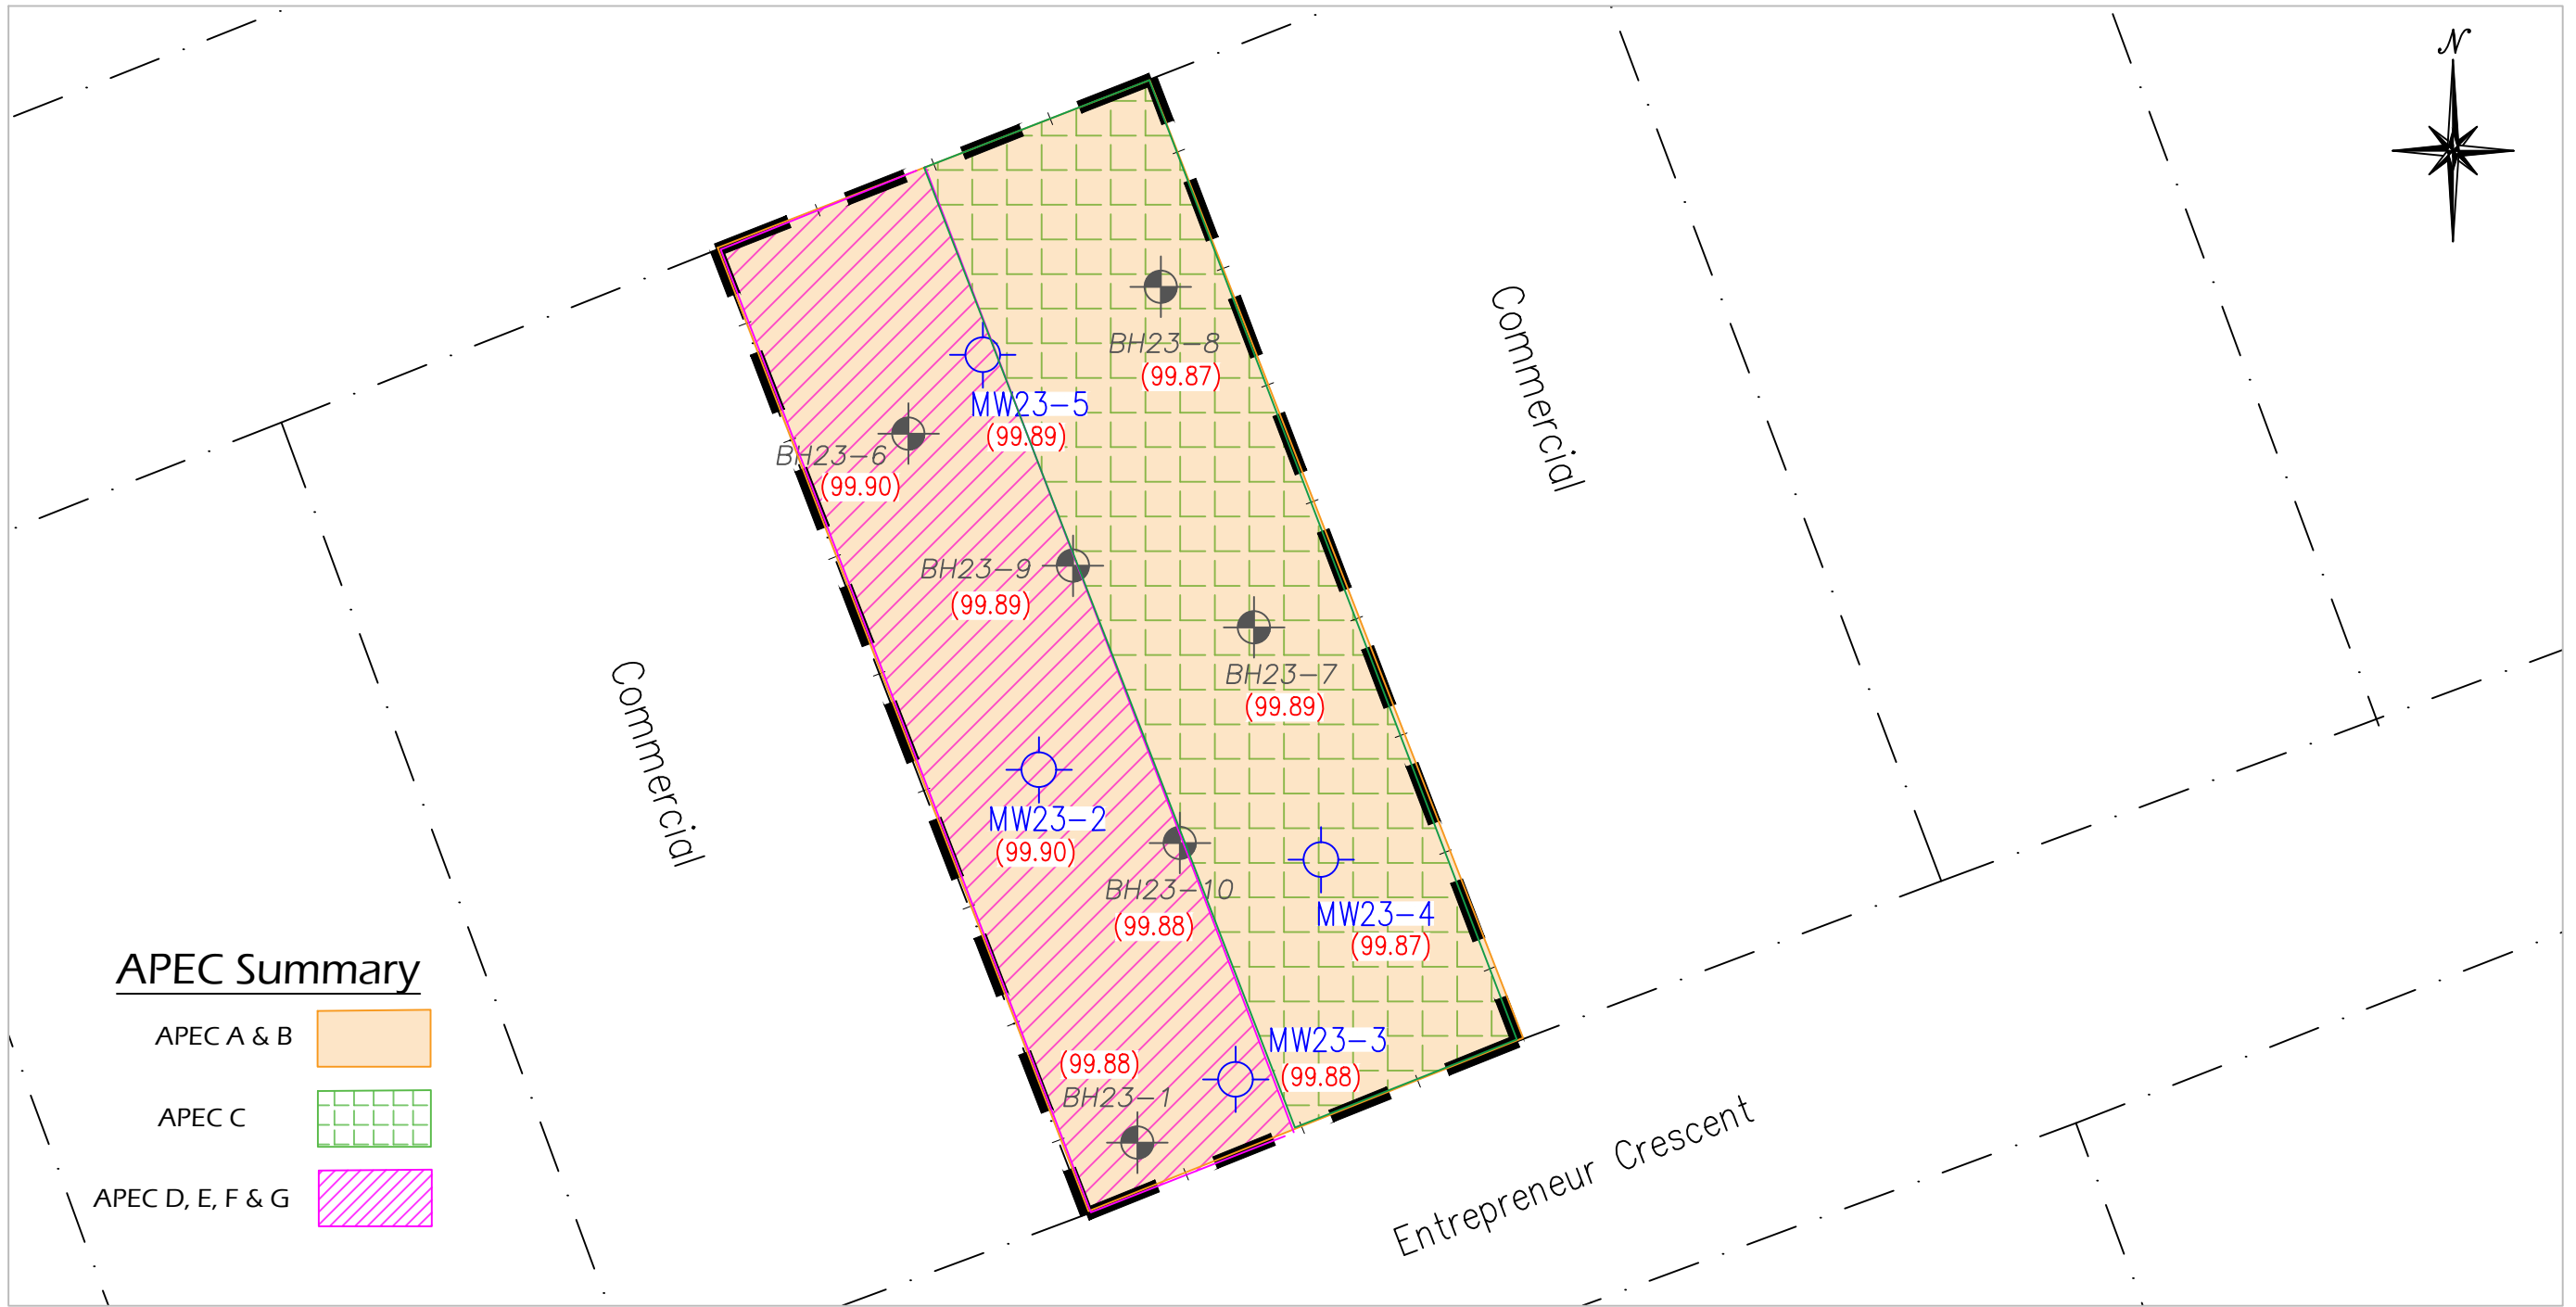 N
Commercial
BH23-8
(99.87)
MW23-5
(99.89)
BH23-6
(99.90)
BH23-9
(99.89)
BH23-7
(99.89)
Commercial
MW23-2
(99.90)
BH23-10
(99.88)
MW23-4
(99.87)
MW23-3
(99.88)
(99.88)
BH23-1
Entrepreneur Crescent
APEC Summary
APEC A & B
APEC C
APEC D, E, F & G